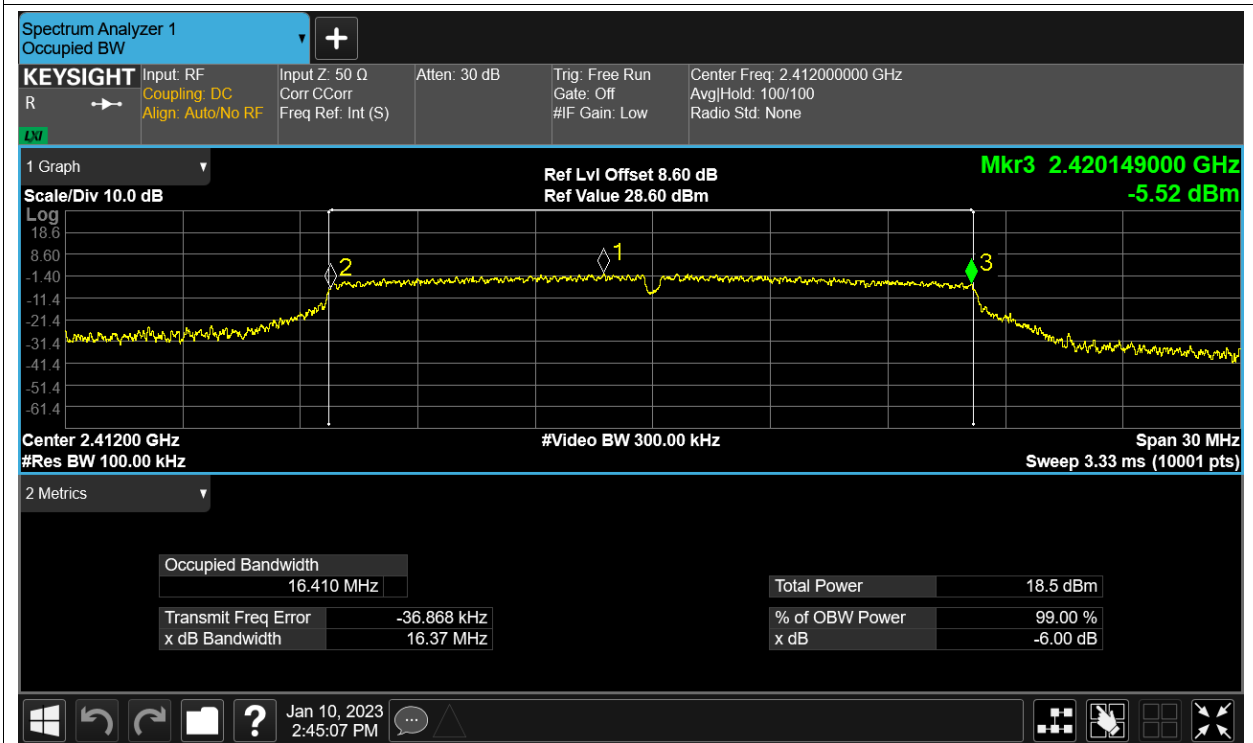 Spectrum Analyzer 1
Occupied BW
KEYSIGHT Input: RF Input Z: 50 Ω Atten: 30 dB Trig: Free Run Center Freq: 2.412000000 GHz
R Coupling: DC Corr CCorr Gate: Off Avg|Hold: 100/100
Align: Auto/No RF Freq Ref: Int (S) #IF Gain: Low Radio Std: None
LXI
1 Graph Ref Lvl Offset 8.60 dB Mkr3 2.420149000 GHz
Scale/Div 10.0 dB Ref Value 28.60 dBm -5.52 dBm
Log
18.6
8.60
-1.40
-11.4
-21.4
-31.4
-41.4
-51.4
-61.4
2
1
3
Center 2.41200 GHz #Video BW 300.00 kHz Span 30 MHz
#Res BW 100.00 kHz Sweep 3.33 ms (10001 pts)
2 Metrics
Occupied Bandwidth
16.410 MHz Total Power 18.5 dBm
Transmit Freq Error -36.868 kHz % of OBW Power 99.00 %
x dB Bandwidth 16.37 MHz x dB -6.00 dB
? Jan 10, 2023
2:45:07 PM